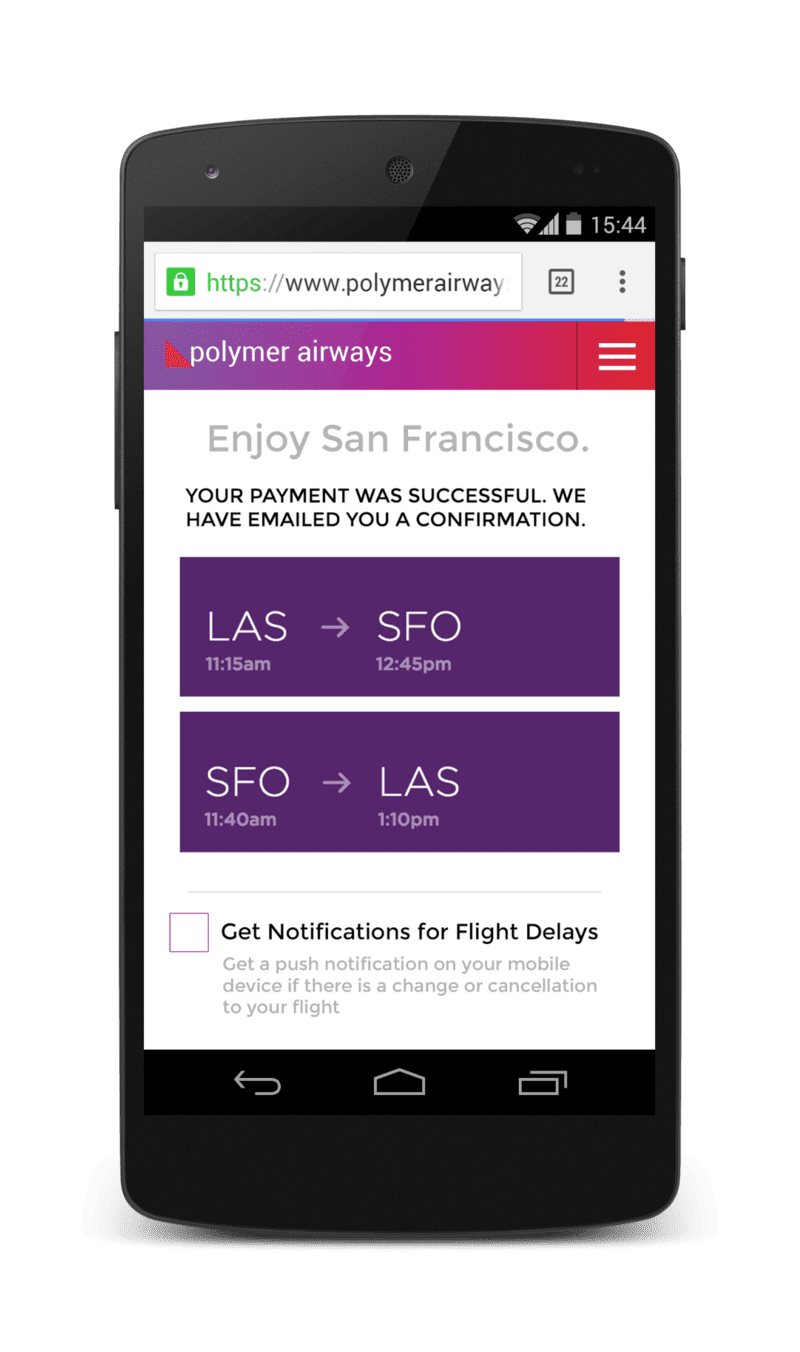 15:44
https://www.polymerairway
22
polymer airways
Enjoy San Francisco.
YOUR PAYMENT WAS SUCCESSFUL. WE
HAVE EMAILED YOU A CONFIRMATION.
LAS → SFO
11:15am 12:45pm
SFO → LAS
11:40am 1:10pm
Get Notifications for Flight Delays
Get a push notification on your mobile
device if there is a change or cancellation
to your flight